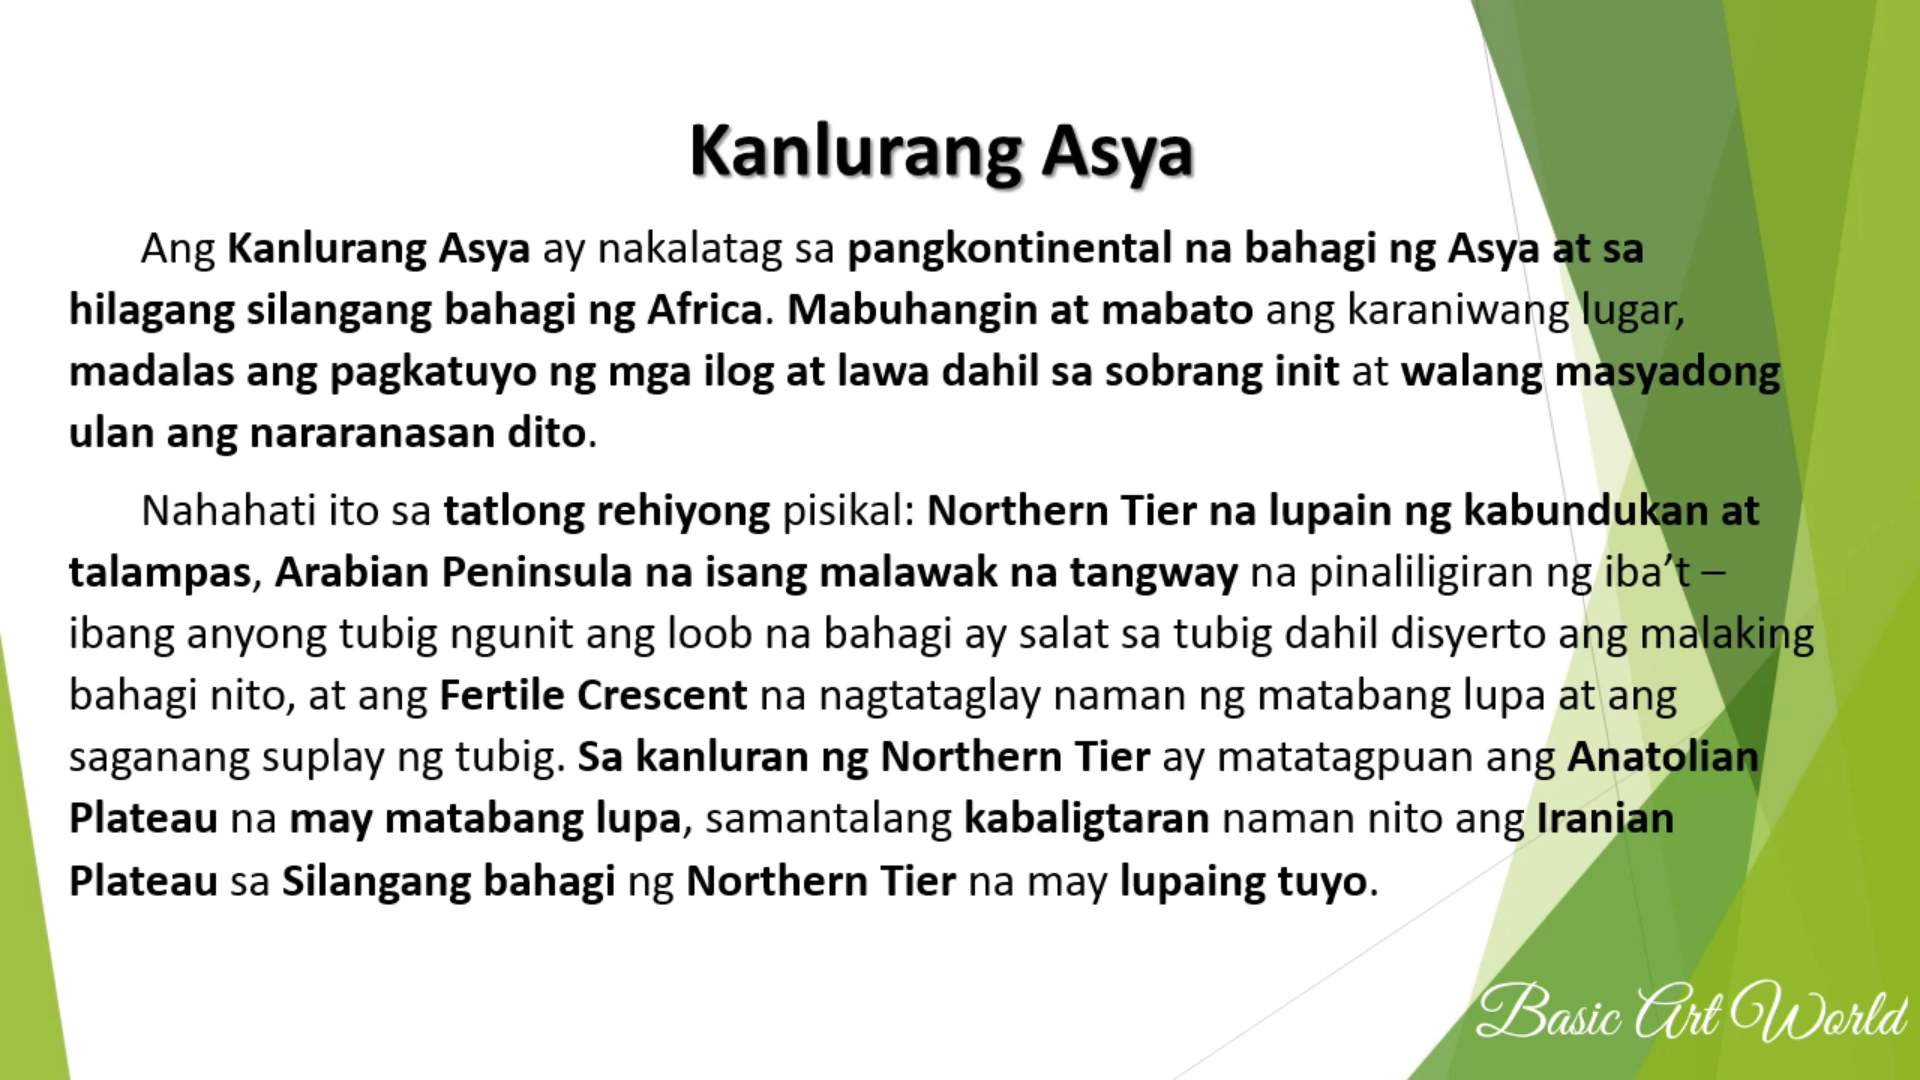 Kanlurang Asya
Ang Kanlurang Asya ay nakalatag sa pangkontinental na bahagi ng Asya at sa
hilagang silangang bahagi ng Africa. Mabuhangin at mabato ang karaniwang lugar,
madalas ang pagkatuyo ng mga ilog at lawa dahil sa sobrang init at walang masyadong
ulan ang nararanasan dito.
Nahahati ito sa tatlong rehiyong pisikal: Northern Tier na lupain ng kabundukan at
talampas, Arabian Peninsula na isang malawak na tangway na pinaliligiran ng iba’t –
ibang anyong tubig ngunit ang loob na bahagi ay salat sa tubig dahil disyerto ang malaking
bahagi nito, at ang Fertile Crescent na nagtataglay naman ng matabang lupa at ang
saganang suplay ng tubig. Sa kanluran ng Northern Tier ay matatagpuan ang Anatolian
Plateau na may matabang lupa, samantalang kabaligtaran naman nito ang Iranian
Plateau sa Silangang bahagi ng Northern Tier na may lupaing tuyo.
Basic Art World